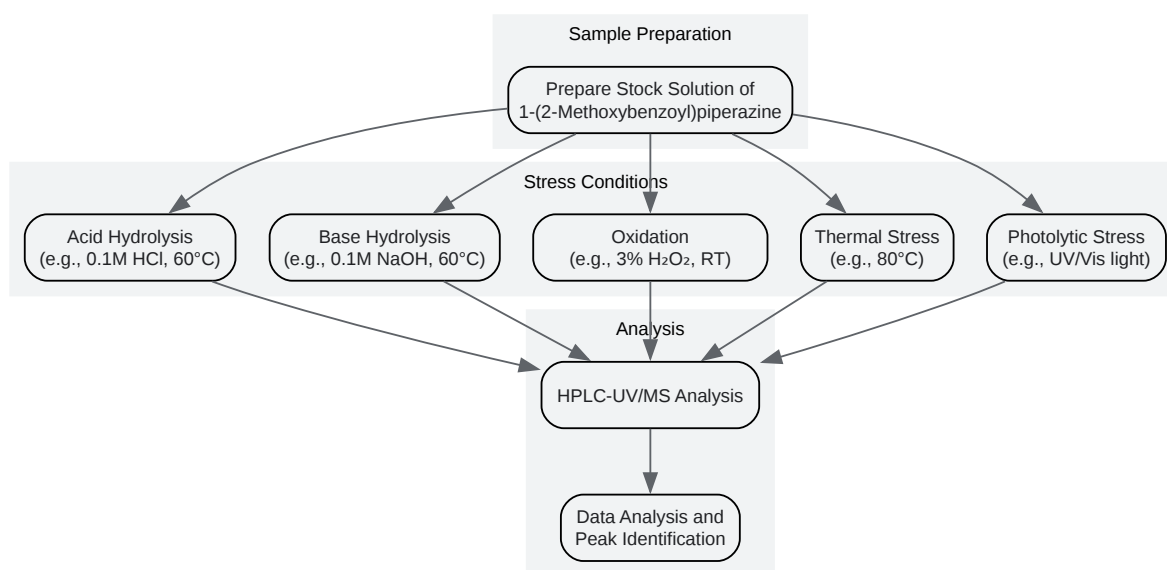 Sample Preparation
Prepare Stock Solution of
1-(2-Methoxybenzoyl)piperazine
Stress Conditions
Acid Hydrolysis
(e.g., 0.1M HCl, 60°C)
Base Hydrolysis
(e.g., 0.1M NaOH, 60°C)
Oxidation
(e.g., 3% H₂O₂, RT)
Thermal Stress
(e.g., 80°C)
Photolytic Stress
(e.g., UV/Vis light)
Analysis
HPLC-UV/MS Analysis
Data Analysis and
Peak Identification